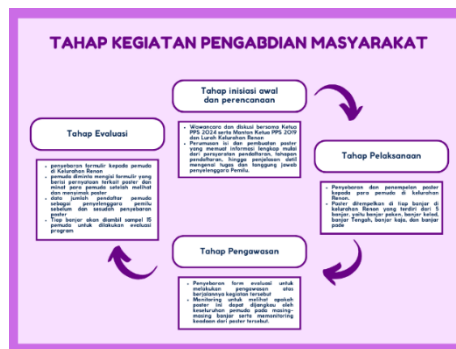 TAHAP KEGIATAN PENGABDIAN MASYARAKAT
Tahap inisiasi awal
dan perencanaan
Wawancara dan diskusi bersama Ketua
PPS 2024 serta Mantan Ketua PPS 2019
dan Lurah Kelurahan Renon
Perumusan isi dan pembuatan poster
yang memuat informasi lengkap mulai
dari persyaratan pendaftaran, tahapan
pendaftaran, hingga penjelasan detil
mengenai tugas dan tanggung jawab
penyelenggara Pemilu.
Tahap Pelaksanaan
Penyebaran dan penempelan poster
kepada para pemuda di kelurahan
Renon.
Poster ditempelkan di tiap banjar di
kelurahan Renon yang terdiri dari 5
banjar, yaitu banjar peken, banjar kelod,
banjar Tengah, banjar kaja, dan banjar
pade
Tahap Pengawasan
Penyebaran form evaluasi untuk
melakukan pengawasan atas
berjalannya kegiatan tersebut
Monitoring untuk melihat apakah
poster ini dapat dijangkau oleh
keseluruhan pemuda pada masing-
masing banjar serta memonitoring
keadaan dari poster tersebut.
Tahap Evaluasi
penyebaran formulir kepada pemuda
di Kelurahan Renon
pemuda diminta mengisi formulir yang
berisi pernyataan terkait poster dan
minat para pemuda setelah melihat
dan menyimak poster
data jumlah pendaftar pemuda
sebagai penyelenggara pemilu
sebelum dan sesudah penyebaran
poster
Tiap banjar akan diambil sampel 15
pemuda untuk dilakukan evaluasi
program